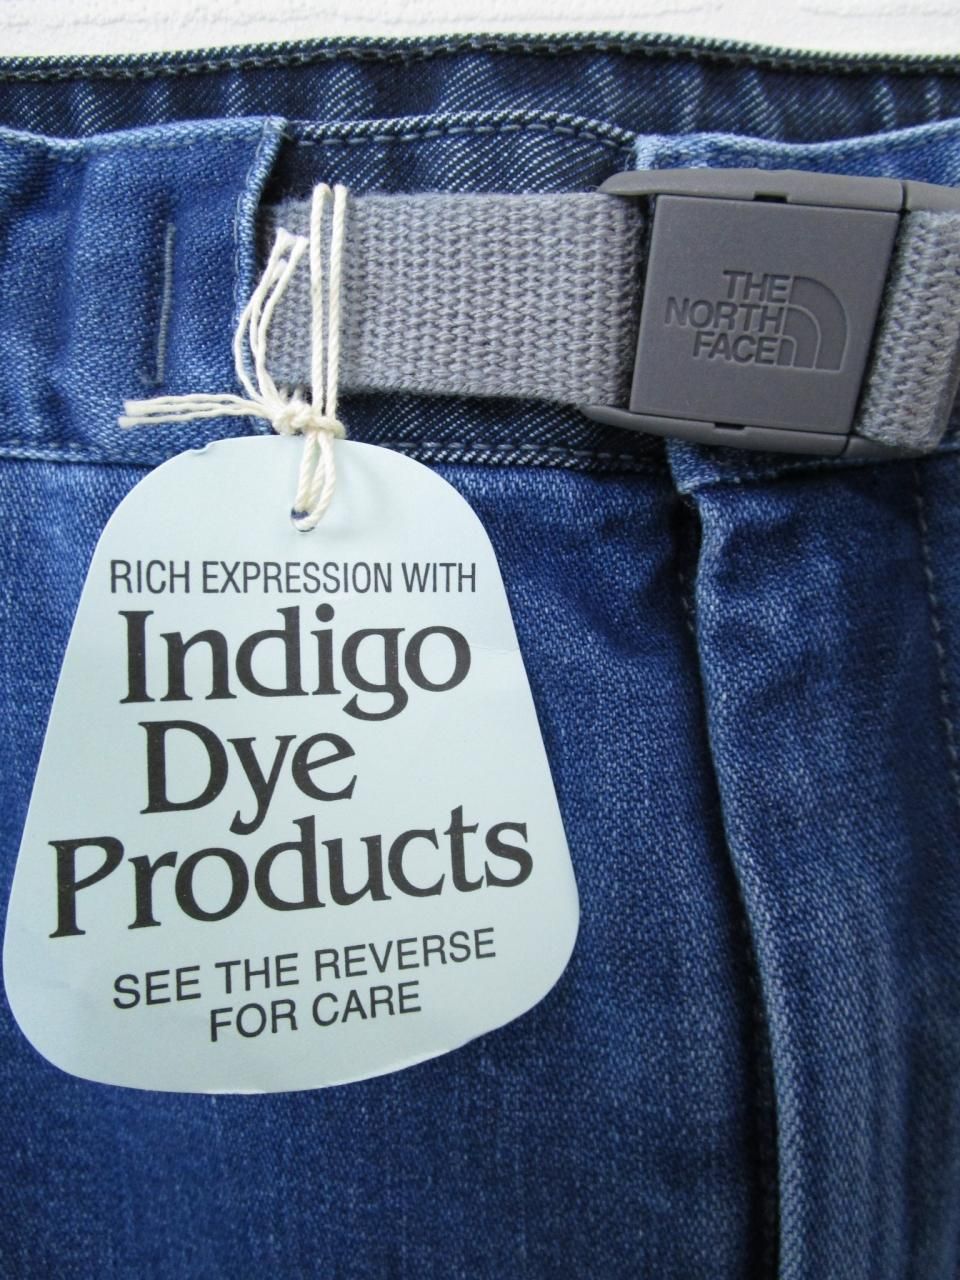 THE
NORTH
FACE
RICH EXPRESSION WITH
Indigo
Dye
Products
SEE THE REVERSE
FOR CARE